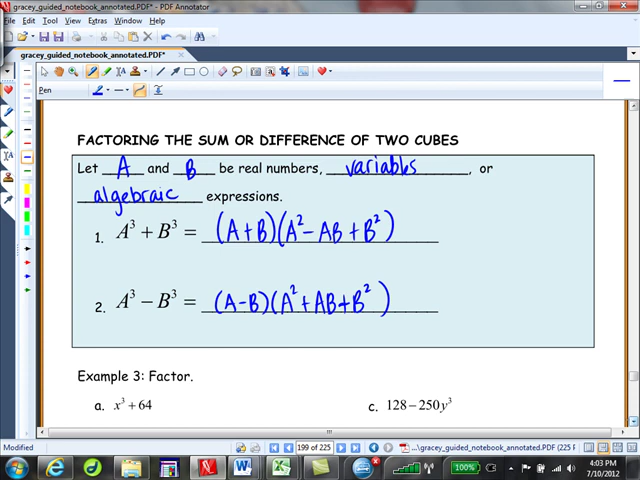 gracey_guided_notebook_annotated.PDF* - PDF Annotator
File Edit Tool View Extras Window Help
gracey_guided_notebook_annotated.PDF*
Pen
FACTORING THE SUM OR DIFFERENCE OF TWO CUBES
Let A and B be real numbers, variables, or
algebraic expressions.
1. A³ + B³ = (A+B)(A²-AB+B²)
2. A³ − B³ = (A-B)(A²+AB+B²)
Example 3: Factor.
a. x³ + 64 c. 128 − 250y³
Modified 199 of 225 ...\gracey_guided_notebook_annotated.PDF (225 F
100% 4:03 PM
7/10/2012